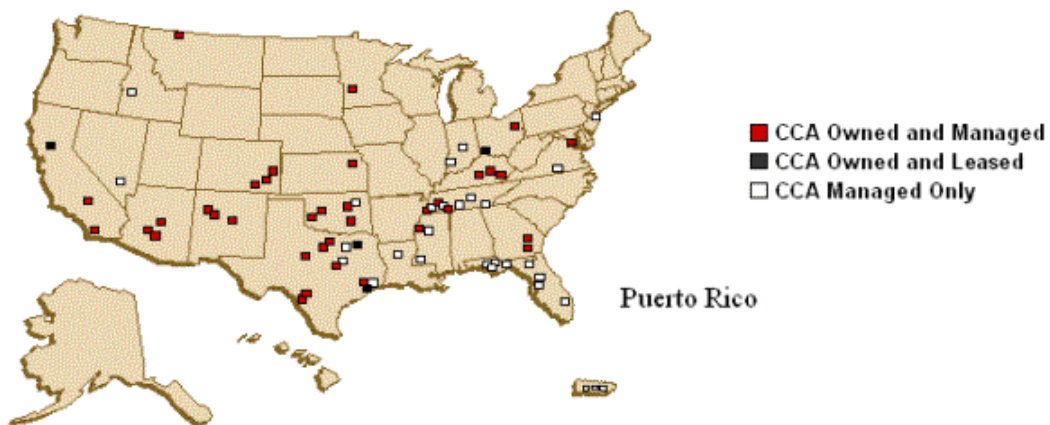 CCA Owned and Managed
CCA Owned and Leased
CCA Managed Only
Puerto Rico